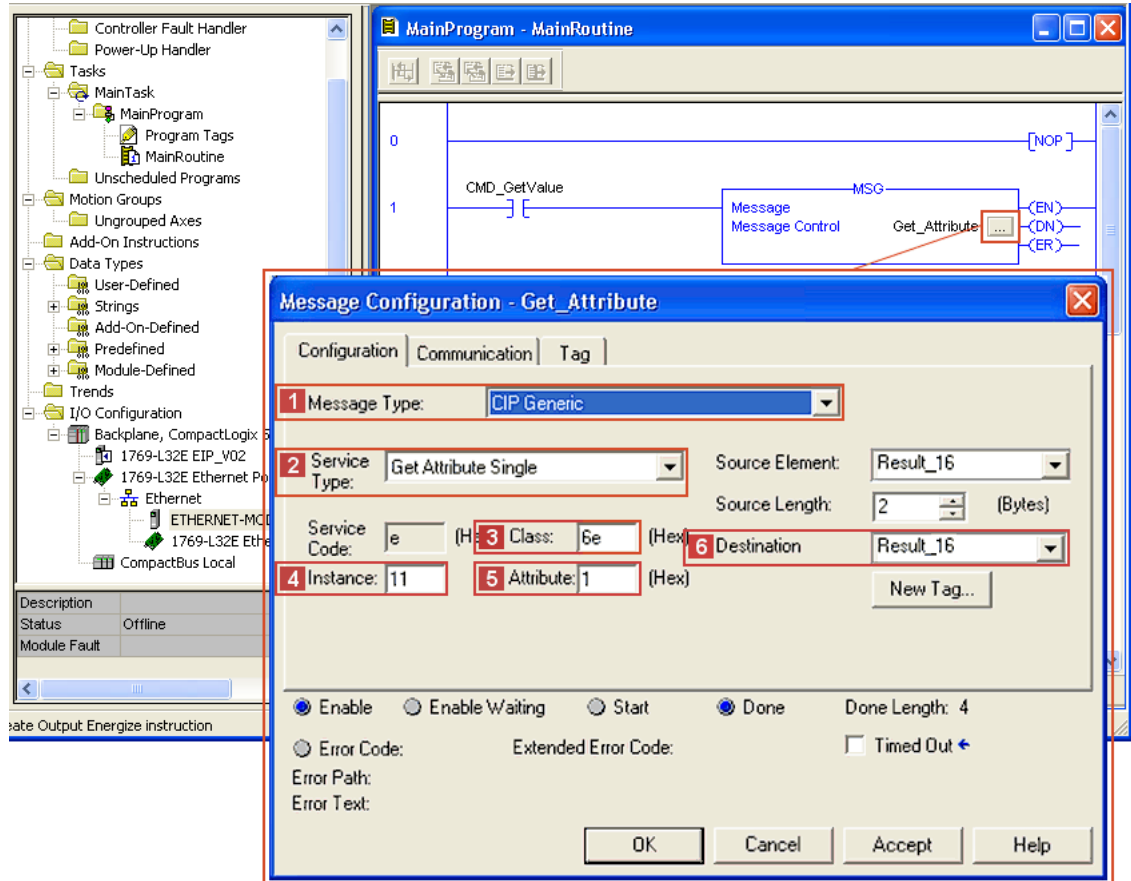 Controller Fault Handler
Power-Up Handler
Tasks
MainTask
MainProgram
Program Tags
MainRoutine
Unscheduled Programs
Motion Groups
Ungrouped Axes
Add-On Instructions
Data Types
User-Defined
Strings
Add-On-Defined
Predefined
Module-Defined
Trends
I/O Configuration
Backplane, CompactLogix
1769-L32E EIP_V02
1769-L32E Ethernet Po
Ethernet
ETHERNET-MOD
1769-L32E Ethe
CompactBus Local
Description
Status Offline
Module Fault
eate Output Energize instruction
MainProgram - MainRoutine
0
NOP
CMD_GetValue
MSG
1
Message
EN
Message Control Get_Attribute ... DN
ER
Message Configuration - Get_Attribute
Configuration Communication Tag
1 Message Type: CIP Generic
2 Service Type: Get Attribute Single
Source Element: Result_16
Source Length: 2 (Bytes)
Service Code: e (H
3 Class: 6e (Hex)
6 Destination Result_16
4 Instance: 11
5 Attribute: 1 (Hex)
New Tag...
Enable Enable Waiting Start Done Done Length: 4
Error Code: Extended Error Code: Timed Out
Error Path:
Error Text:
OK Cancel Accept Help